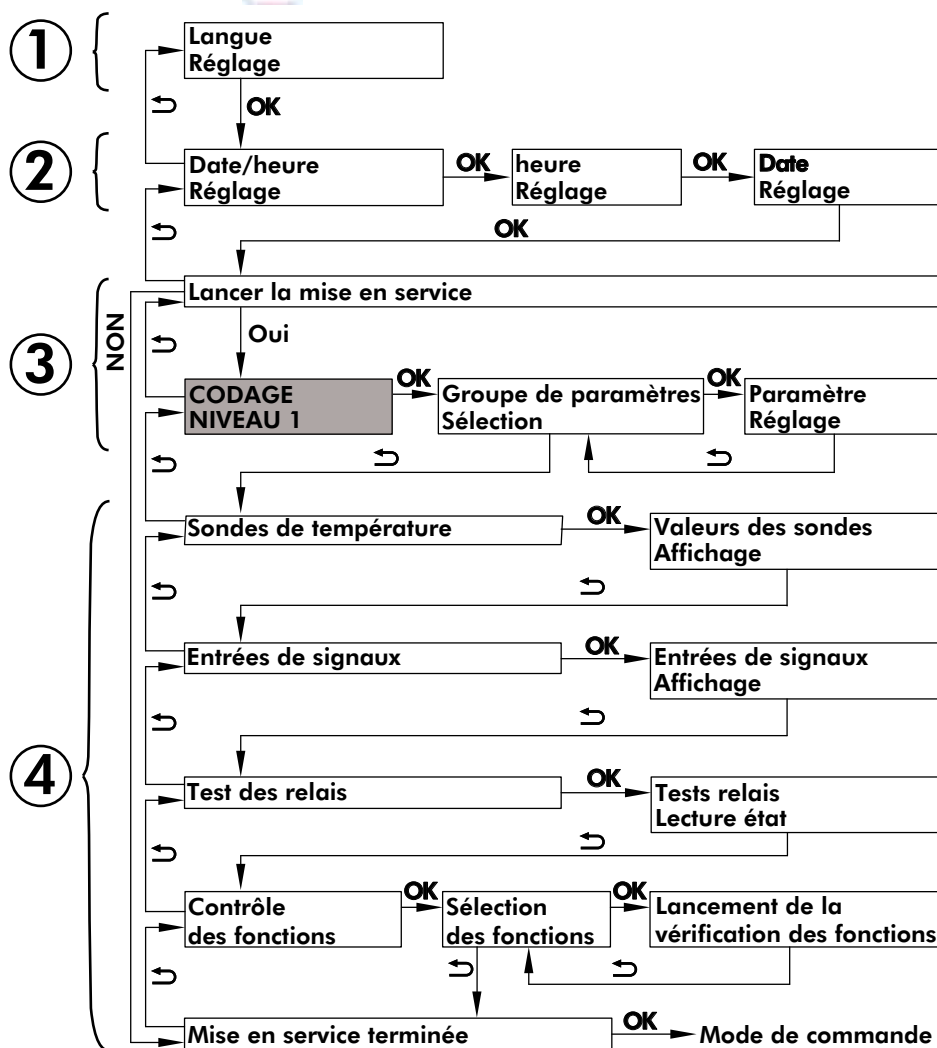 1
Langue
Réglage
OK
2
Date/heure
Réglage
OK
heure
Réglage
OK
Date
Réglage
OK
3
Lancer la mise en service
NON
Oui
CODAGE
NIVEAU 1
OK
Groupe de paramètres
Sélection
OK
Paramètre
Réglage
4
Sondes de température
OK
Valeurs des sondes
Affichage
Entrées de signaux
OK
Entrées de signaux
Affichage
Test des relais
OK
Tests relais
Lecture état
Contrôle
des fonctions
OK
Sélection
des fonctions
OK
Lancement de la
vérification des fonctions
Mise en service terminée
OK
Mode de commande